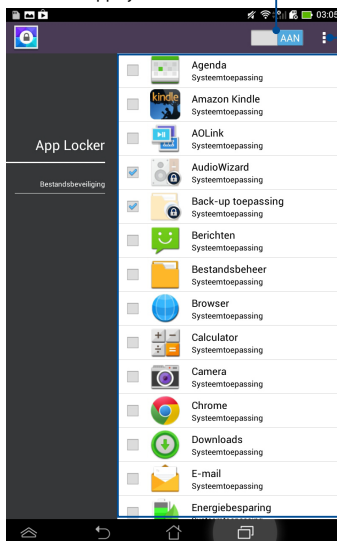 03:05
AAN
App Locker
Bestandsbeveiliging
Agenda
Systeemtoepassing
kindle
Amazon Kindle
Systeemtoepassing
AOLink
Systeemtoepassing
AudioWizard
Systeemtoepassing
Back-up toepassing
Systeemtoepassing
Berichten
Systeemtoepassing
Bestandsbeheer
Systeemtoepassing
Browser
Systeemtoepassing
Calculator
Systeemtoepassing
Camera
Systeemtoepassing
Chrome
Systeemtoepassing
Downloads
Systeemtoepassing
E-mail
Systeemtoepassing
Energiebesparing